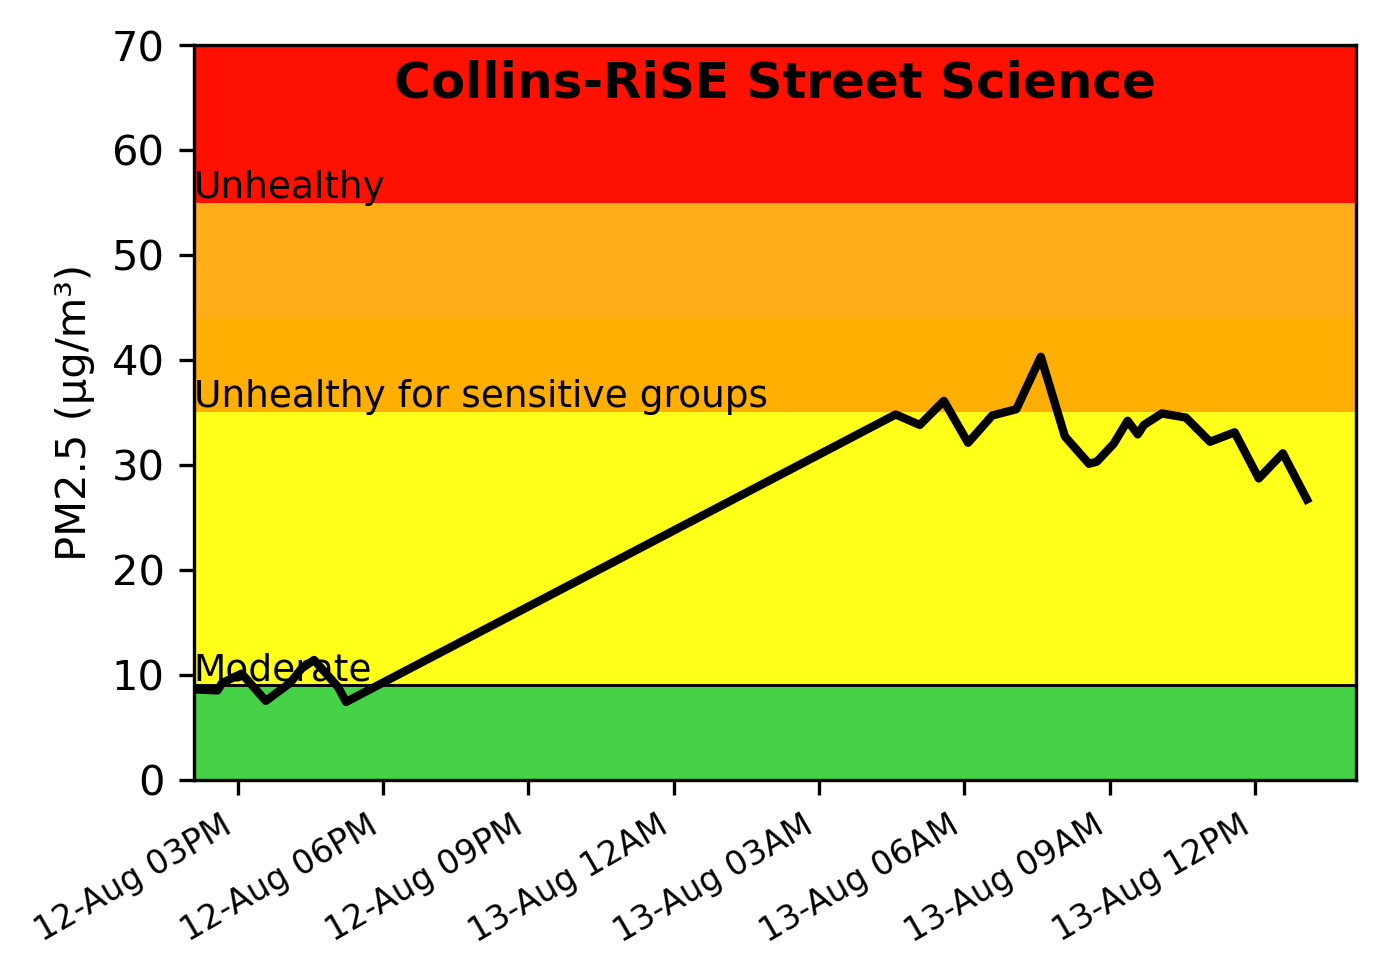 Collins-RiSE Street Science
70
60
50
40
30
20
10
0
PM2.5 (µg/m³)
Unhealthy
Unhealthy for sensitive groups
Moderate
12-Aug 03PM
12-Aug 06PM
12-Aug 09PM
13-Aug 12AM
13-Aug 03AM
13-Aug 06AM
13-Aug 09AM
13-Aug 12PM